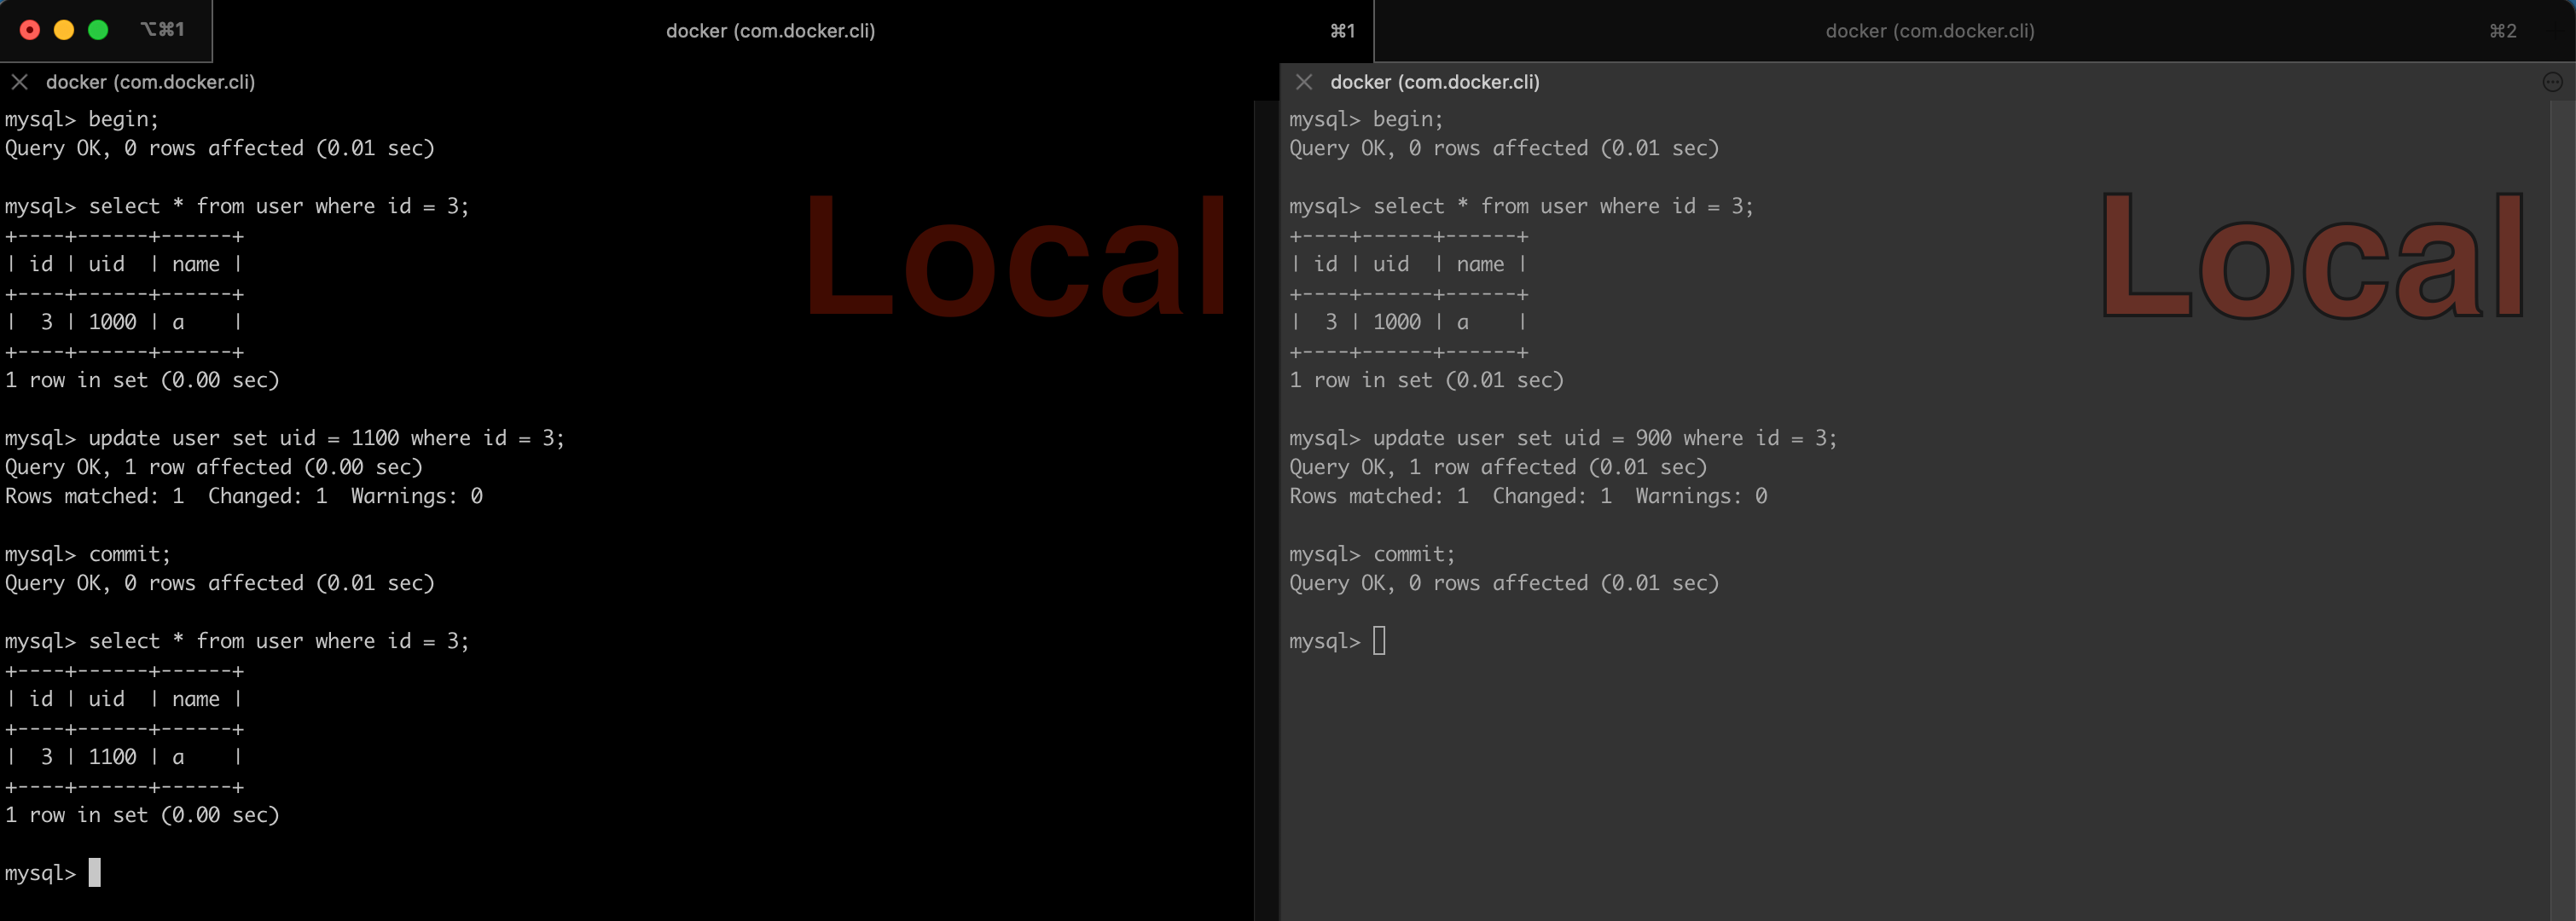 ⌥⌘1
docker (com.docker.cli)
⌘1
docker (com.docker.cli)
⌘2
docker (com.docker.cli)
mysql> begin;
Query OK, 0 rows affected (0.01 sec)
mysql> select * from user where id = 3;
+----+------+------+
| id | uid  | name |
+----+------+------+
|  3 | 1000 | a    |
+----+------+------+
1 row in set (0.00 sec)
mysql> update user set uid = 1100 where id = 3;
Query OK, 1 row affected (0.00 sec)
Rows matched: 1  Changed: 1  Warnings: 0
mysql> commit;
Query OK, 0 rows affected (0.01 sec)
mysql> select * from user where id = 3;
+----+------+------+
| id | uid  | name |
+----+------+------+
|  3 | 1100 | a    |
+----+------+------+
1 row in set (0.00 sec)
mysql>
Local
docker (com.docker.cli)
mysql> begin;
Query OK, 0 rows affected (0.01 sec)
mysql> select * from user where id = 3;
+----+------+------+
| id | uid  | name |
+----+------+------+
|  3 | 1000 | a    |
+----+------+------+
1 row in set (0.01 sec)
mysql> update user set uid = 900 where id = 3;
Query OK, 1 row affected (0.01 sec)
Rows matched: 1  Changed: 1  Warnings: 0
mysql> commit;
Query OK, 0 rows affected (0.01 sec)
mysql>
Local